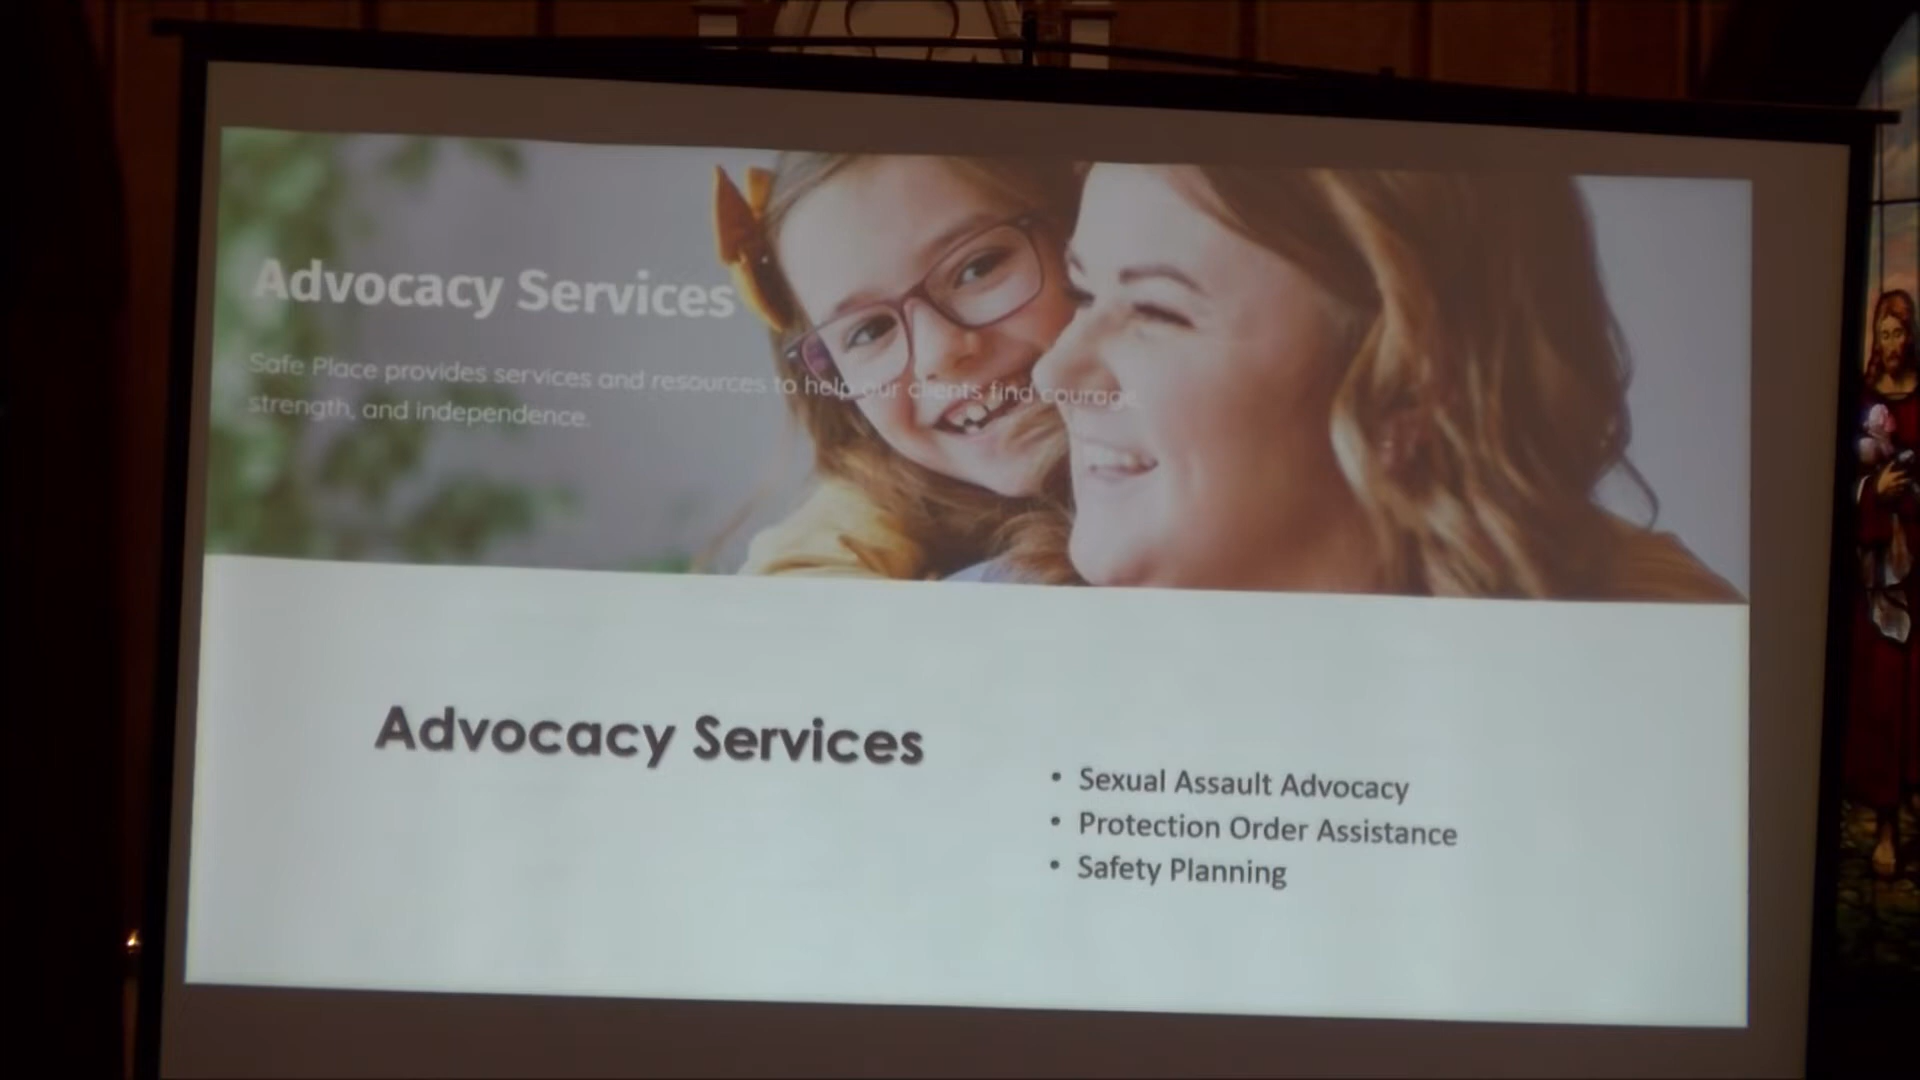 Advocacy Services
Safe Place provides services and resources to help our clients find courage,
strength, and independence.
Advocacy Services
• Sexual Assault Advocacy
• Protection Order Assistance
• Safety Planning